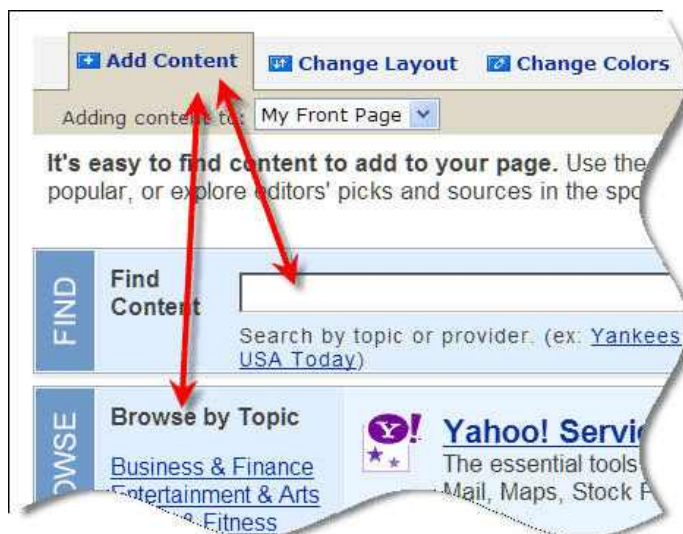 Add Content Change Layout Change Colors
Adding content to: My Front Page
It's easy to find content to add to your page. Use the
popular, or explore editors' picks and sources in the spo
FIND
Find
Content
Search by topic or provider. (ex: Yankees
USA Today)
Browse by Topic
Business & Finance
Entertainment & Arts
& Fitness
Y!
Yahoo! Servi
The essential tools
Mail, Maps, Stock